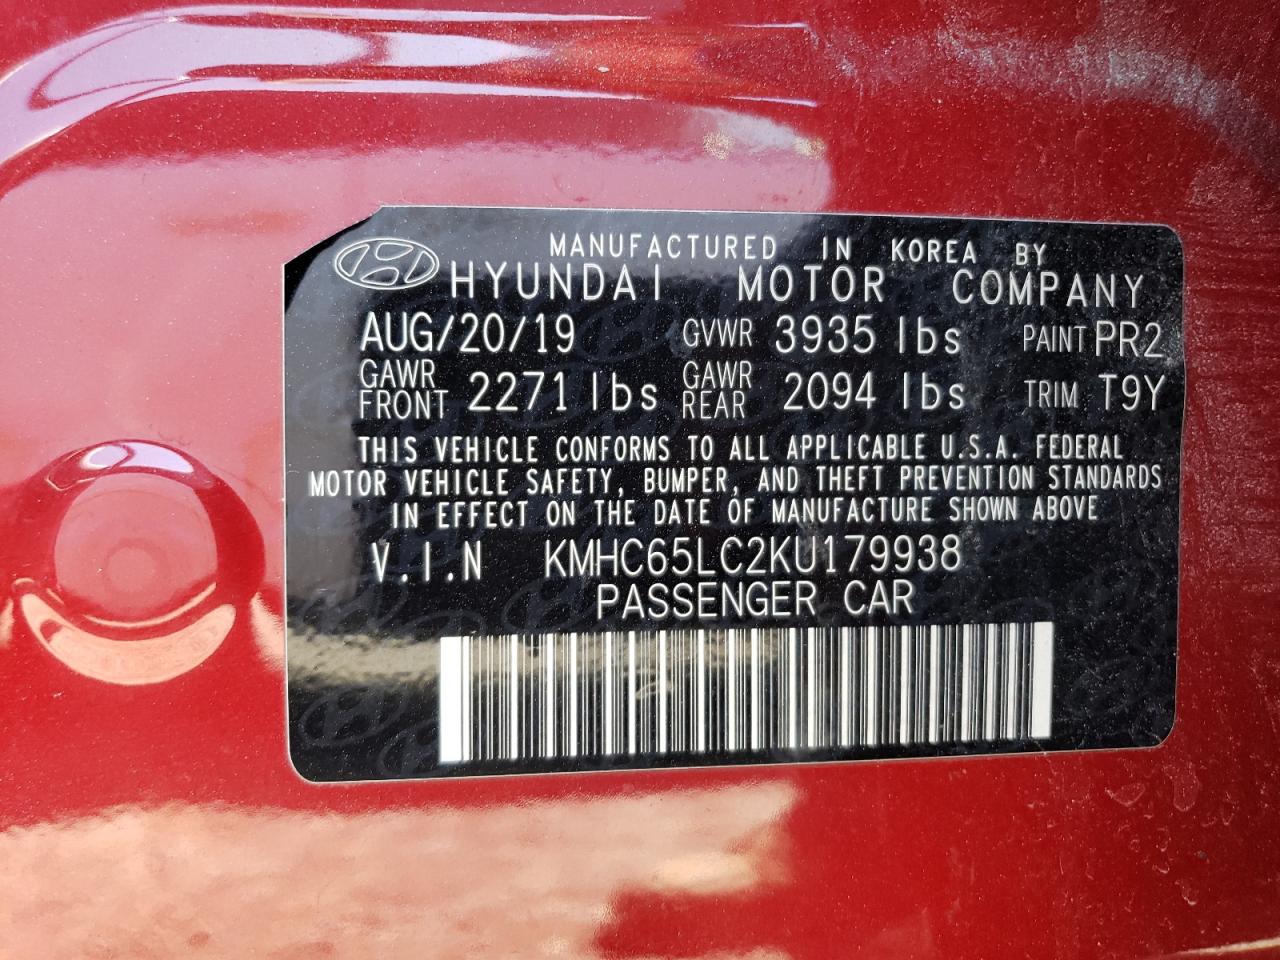 MANUFACTURED IN KOREA BY
HYUNDAI MOTOR COMPANY
AUG/20/19 GVWR 3935 lbs PAINT PR2
GAWR FRONT 2271 lbs GAWR REAR 2094 lbs TRIM T9Y
THIS VEHICLE CONFORMS TO ALL APPLICABLE U.S.A. FEDERAL
MOTOR VEHICLE SAFETY, BUMPER, AND THEFT PREVENTION STANDARDS
IN EFFECT ON THE DATE OF MANUFACTURE SHOWN ABOVE
V.I.N KMHC65LC2KU179938
PASSENGER CAR